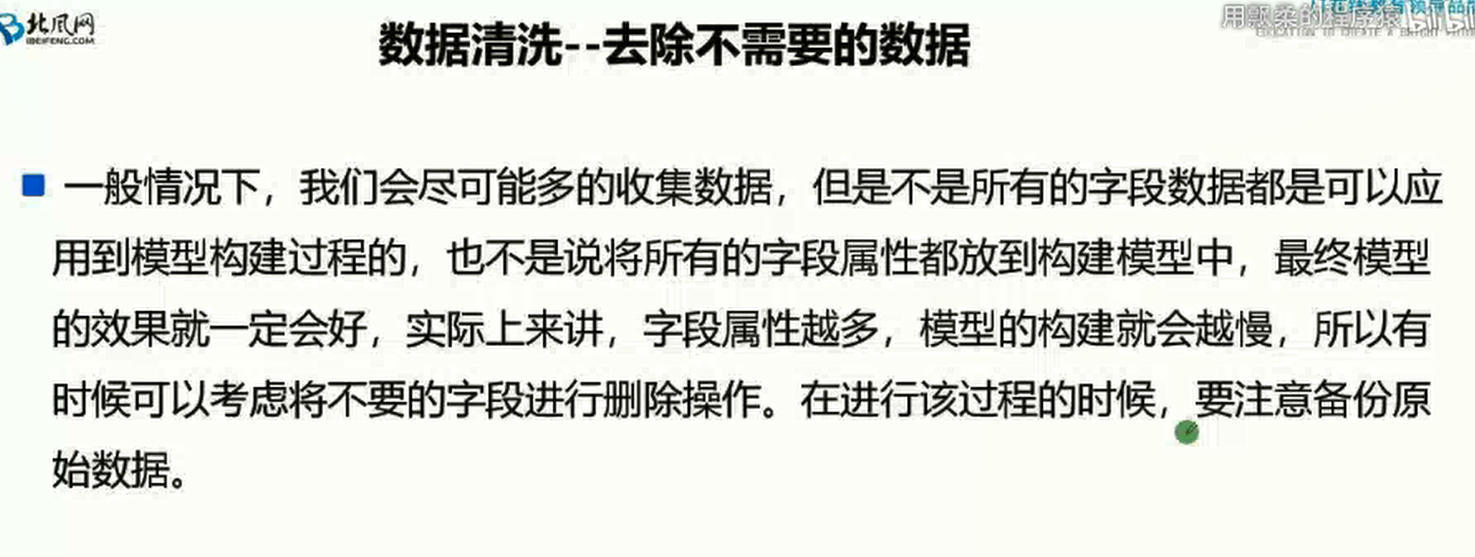 北风网
iBEIFENG.COM
用飘柔的程序猿
bilibili
数据清洗--去除不需要的数据
一般情况下，我们会尽可能多的收集数据，但是不是所有的字段数据都是可以应
用到模型构建过程的，也不是说将所有的字段属性都放到构建模型中，最终模型
的效果就一定会好，实际上来讲，字段属性越多，模型的构建就会越慢，所以有
时候可以考虑将不要的字段进行删除操作。在进行该过程的时候，要注意备份原
始数据。